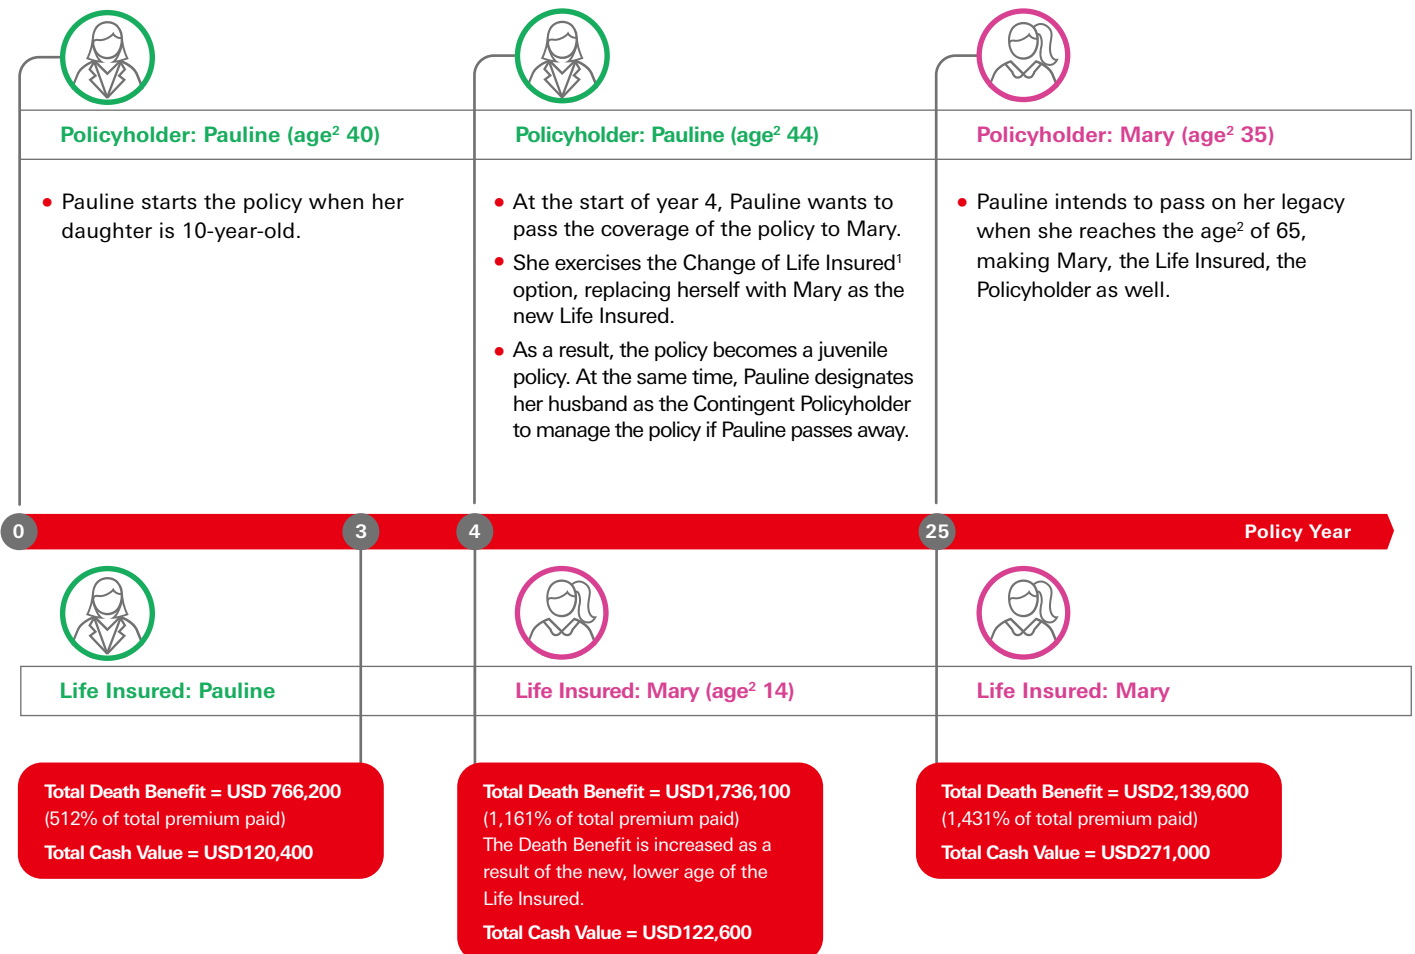 Policyholder: Pauline (age² 40)
Pauline starts the policy when her
daughter is 10-year-old.
Policyholder: Pauline (age² 44)
At the start of year 4, Pauline wants to
pass the coverage of the policy to Mary.
She exercises the Change of Life Insured¹
option, replacing herself with Mary as the
new Life Insured.
As a result, the policy becomes a juvenile
policy. At the same time, Pauline designates
her husband as the Contingent Policyholder
to manage the policy if Pauline passes away.
Policyholder: Mary (age² 35)
Pauline intends to pass on her legacy
when she reaches the age² of 65,
making Mary, the Life Insured, the
Policyholder as well.
0
3
4
25
Policy Year
Life Insured: Pauline
Life Insured: Mary (age² 14)
Life Insured: Mary
Total Death Benefit = USD 766,200
(512% of total premium paid)
Total Cash Value = USD120,400
Total Death Benefit = USD1,736,100
(1,161% of total premium paid)
The Death Benefit is increased as a
result of the new, lower age of the
Life Insured.
Total Cash Value = USD122,600
Total Death Benefit = USD2,139,600
(1,431% of total premium paid)
Total Cash Value = USD271,000